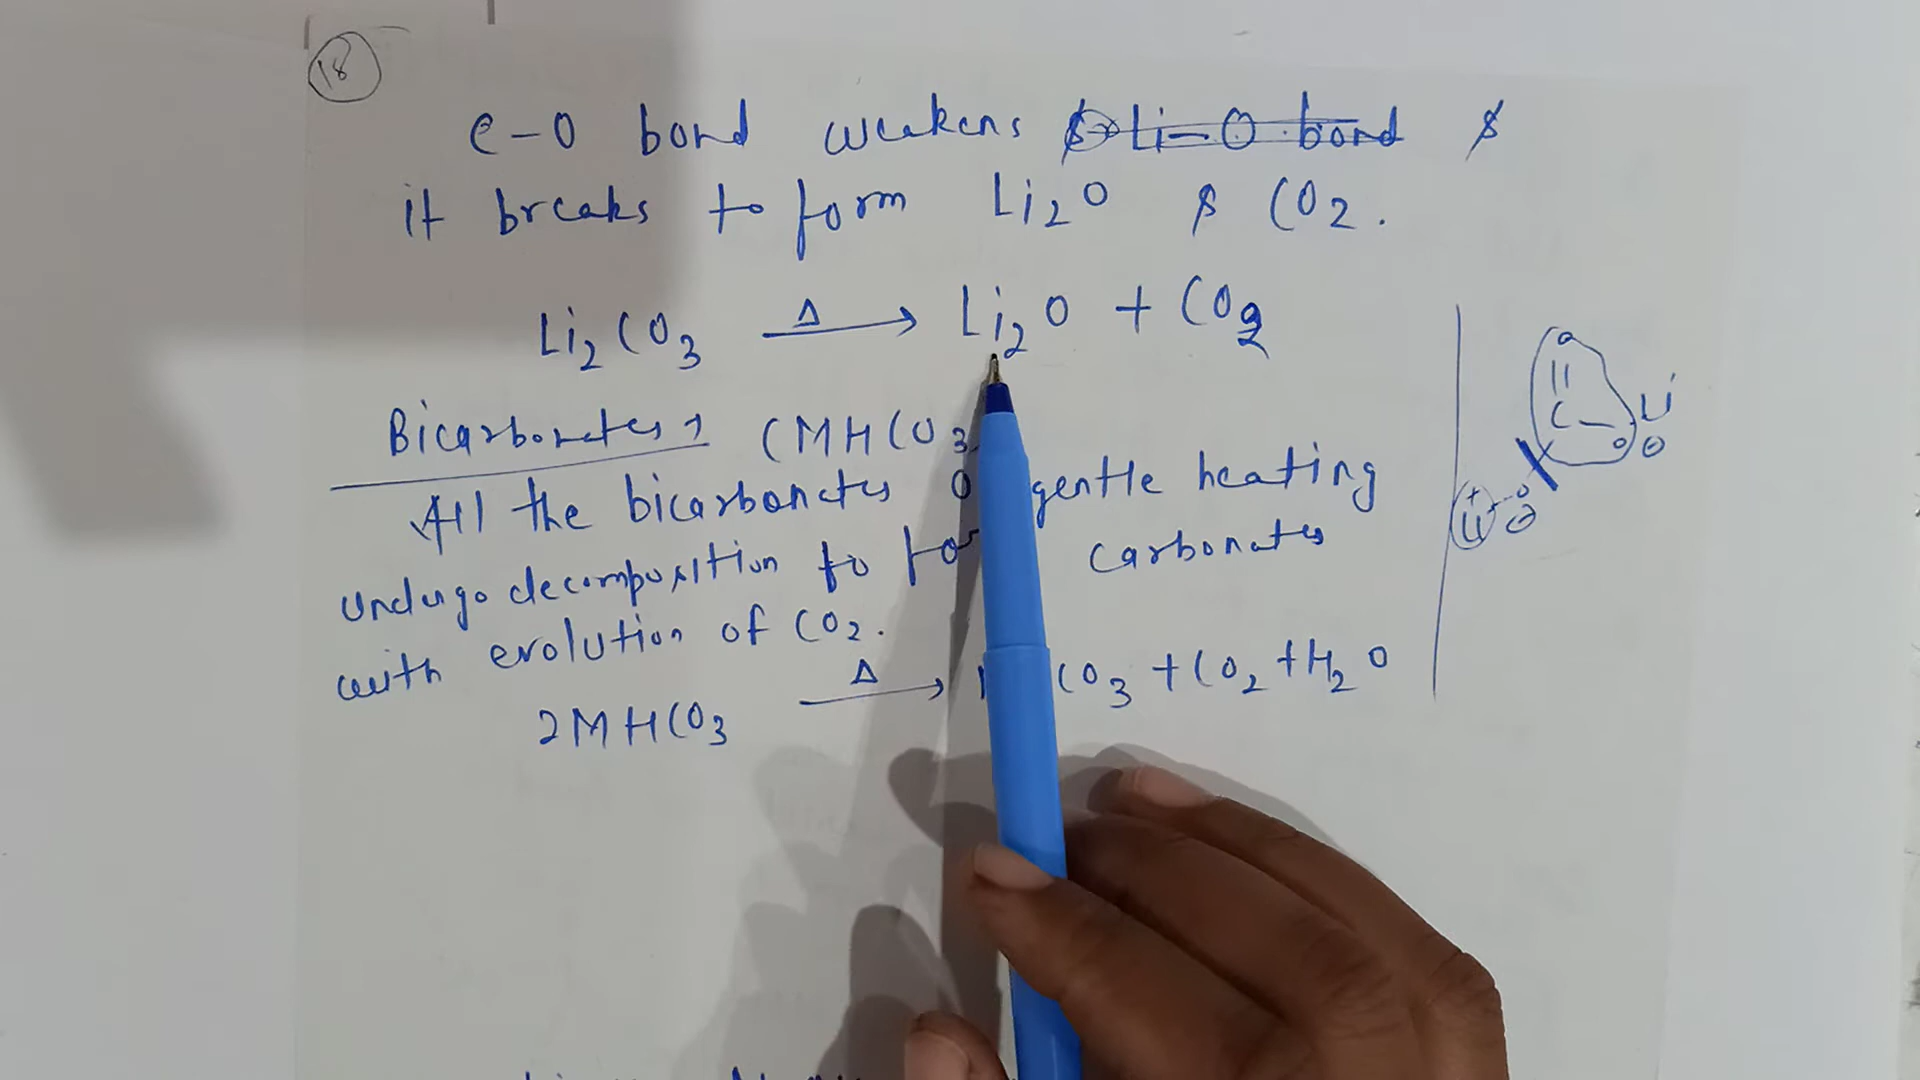 18
C-O bond weakens & Li-O bond &
it breaks to form Li2O & CO2.
Li2CO3 Δ→ Li2O + CO2
Bicarbonates → (MHCO3
All the bicarbonates gentle heating
undergo decomposition to carbonates
with evolution of CO2.
2MHCO3 Δ→ CO3 + CO2 + H2O
O
||
C - O Li
Li O